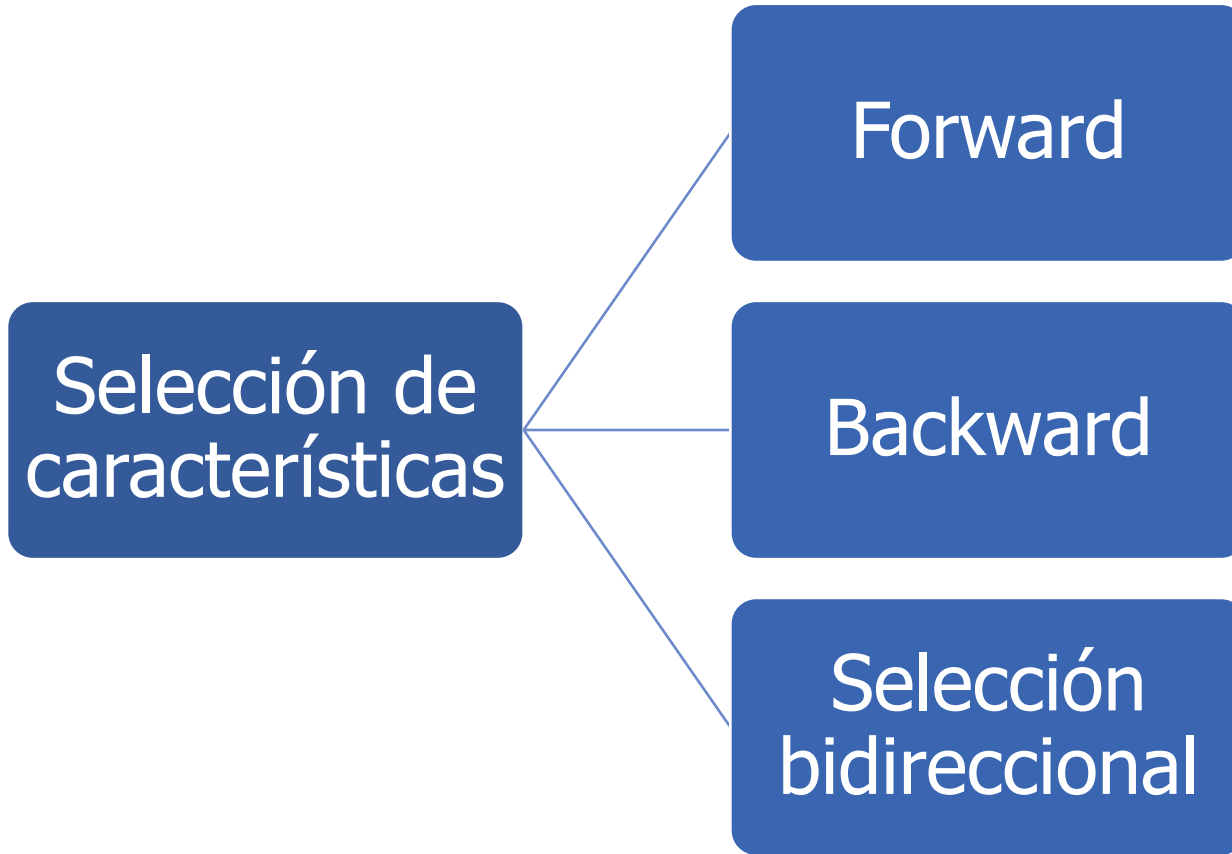 Forward
Selección de
características
Backward
Selección
bidireccional